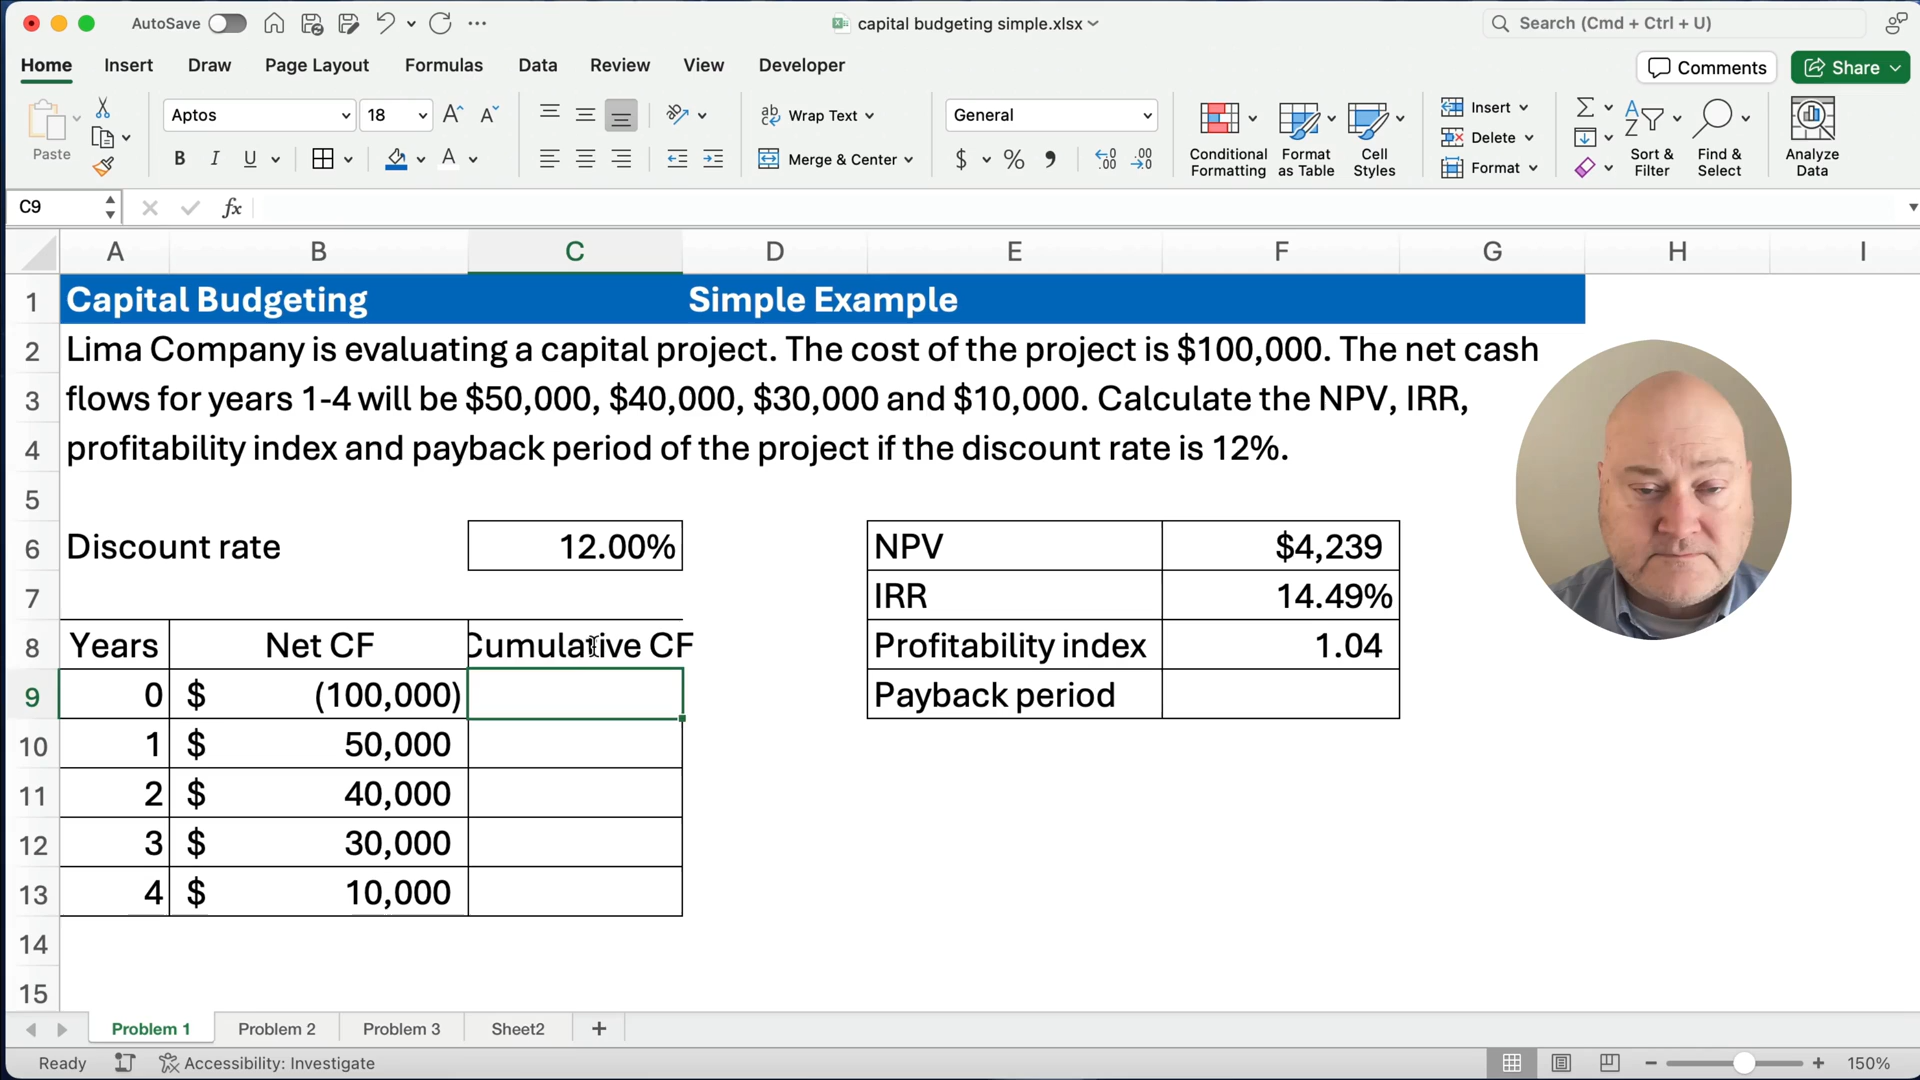 AutoSave
capital budgeting simple.xlsx
Search (Cmd + Ctrl + U)
Home Insert Draw Page Layout Formulas Data Review View Developer
Comments Share
Paste
Aptos 18
B I U A
Wrap Text
Merge & Center
General
$ %
Conditional Formatting
Format as Table
Cell Styles
Insert
Delete
Format
Sort & Filter
Find & Select
Analyze Data
C9 fx
A B C D E F G H I
1 Capital Budgeting Simple Example
2 Lima Company is evaluating a capital project. The cost of the project is $100,000. The net cash
3 flows for years 1-4 will be $50,000, $40,000, $30,000 and $10,000. Calculate the NPV, IRR,
4 profitability index and payback period of the project if the discount rate is 12%.
5
6 Discount rate 12.00% NPV $4,239
7 IRR 14.49%
8 Years Net CF Cumulative CF Profitability index 1.04
9 0 $ (100,000) Payback period
10 1 $ 50,000
11 2 $ 40,000
12 3 $ 30,000
13 4 $ 10,000
14
15
Problem 1 Problem 2 Problem 3 Sheet2 +
Ready Accessibility: Investigate 150%